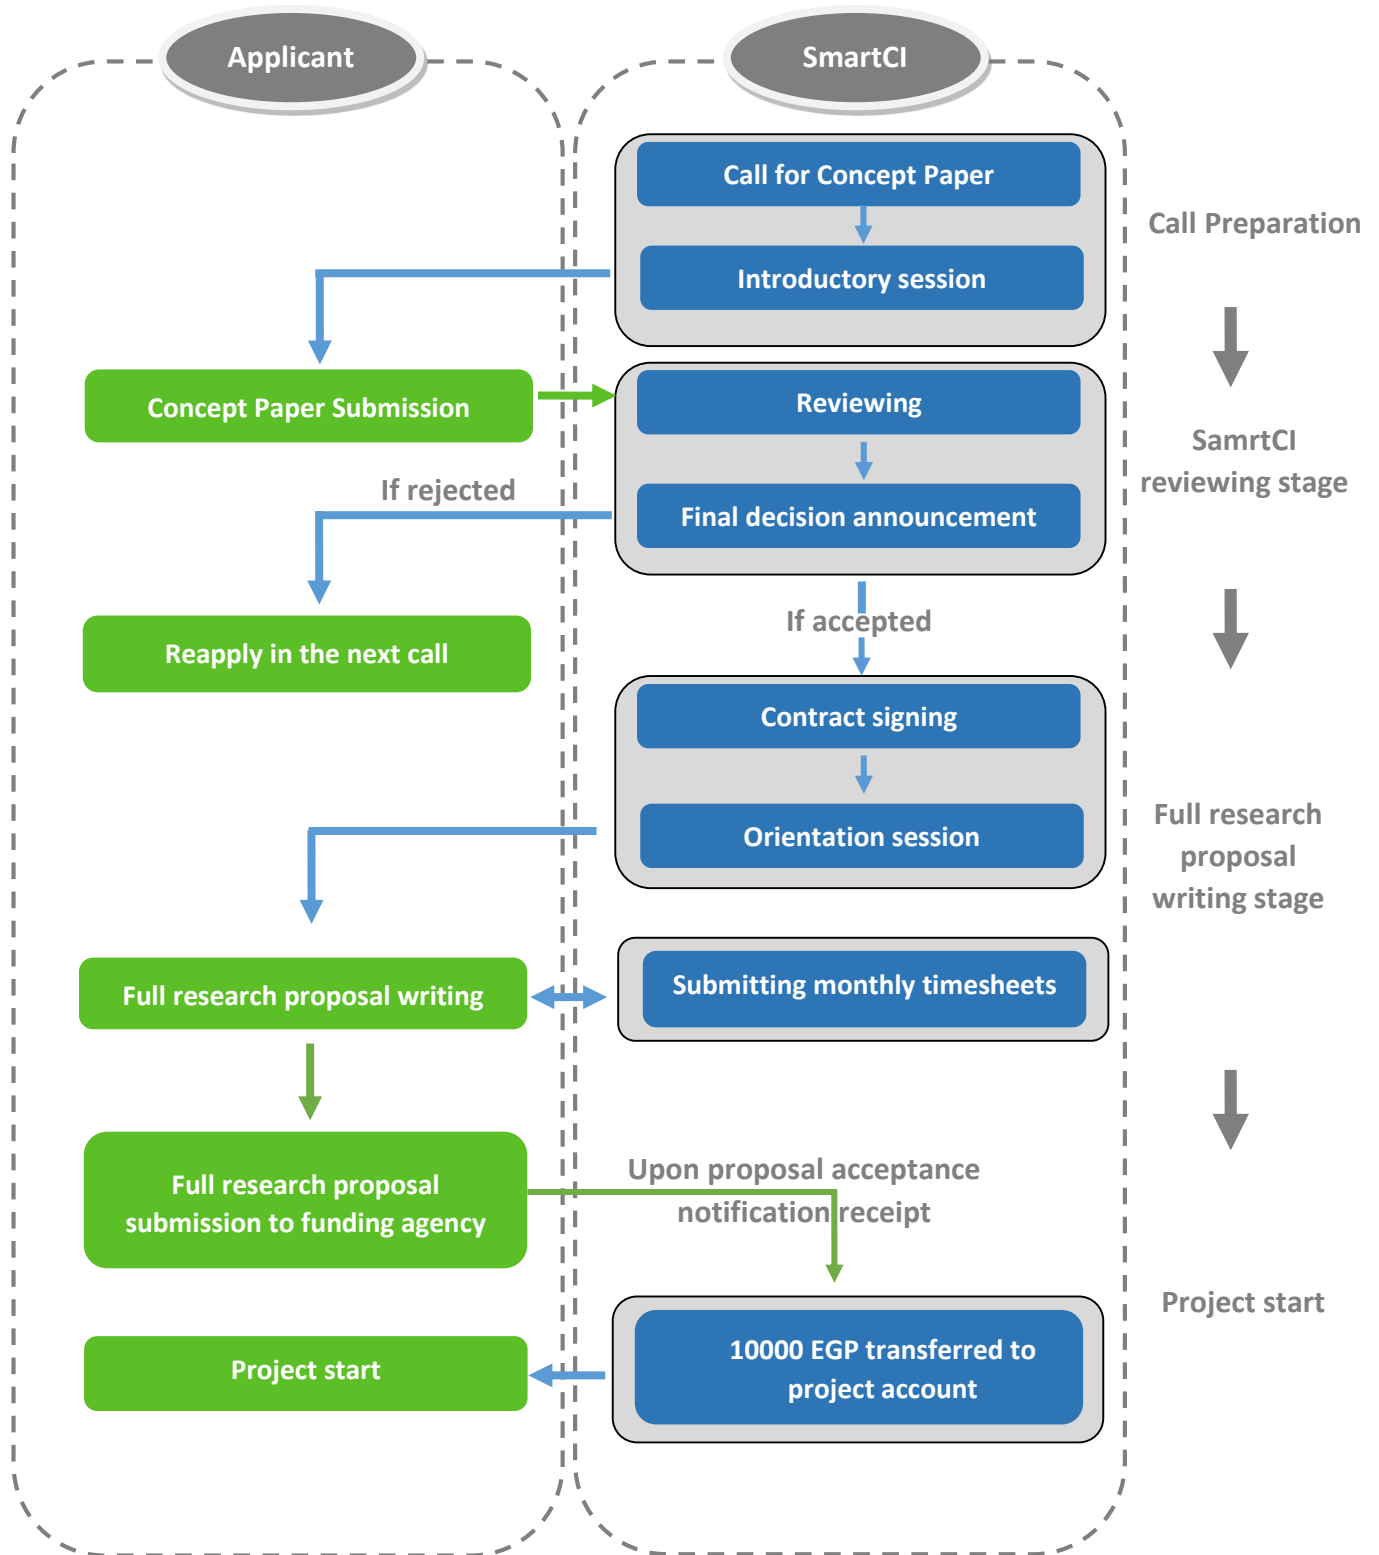 Applicant
SmartCI
Call for Concept Paper
Call Preparation
Introductory session
Concept Paper Submission
Reviewing
SamrtCI
reviewing stage
If rejected
Final decision announcement
If accepted
Reapply in the next call
Contract signing
Orientation session
Full research
proposal
writing stage
Full research proposal writing
Submitting monthly timesheets
Full research proposal
submission to funding agency
Upon proposal acceptance
notification receipt
Project start
Project start
10000 EGP transferred to
project account